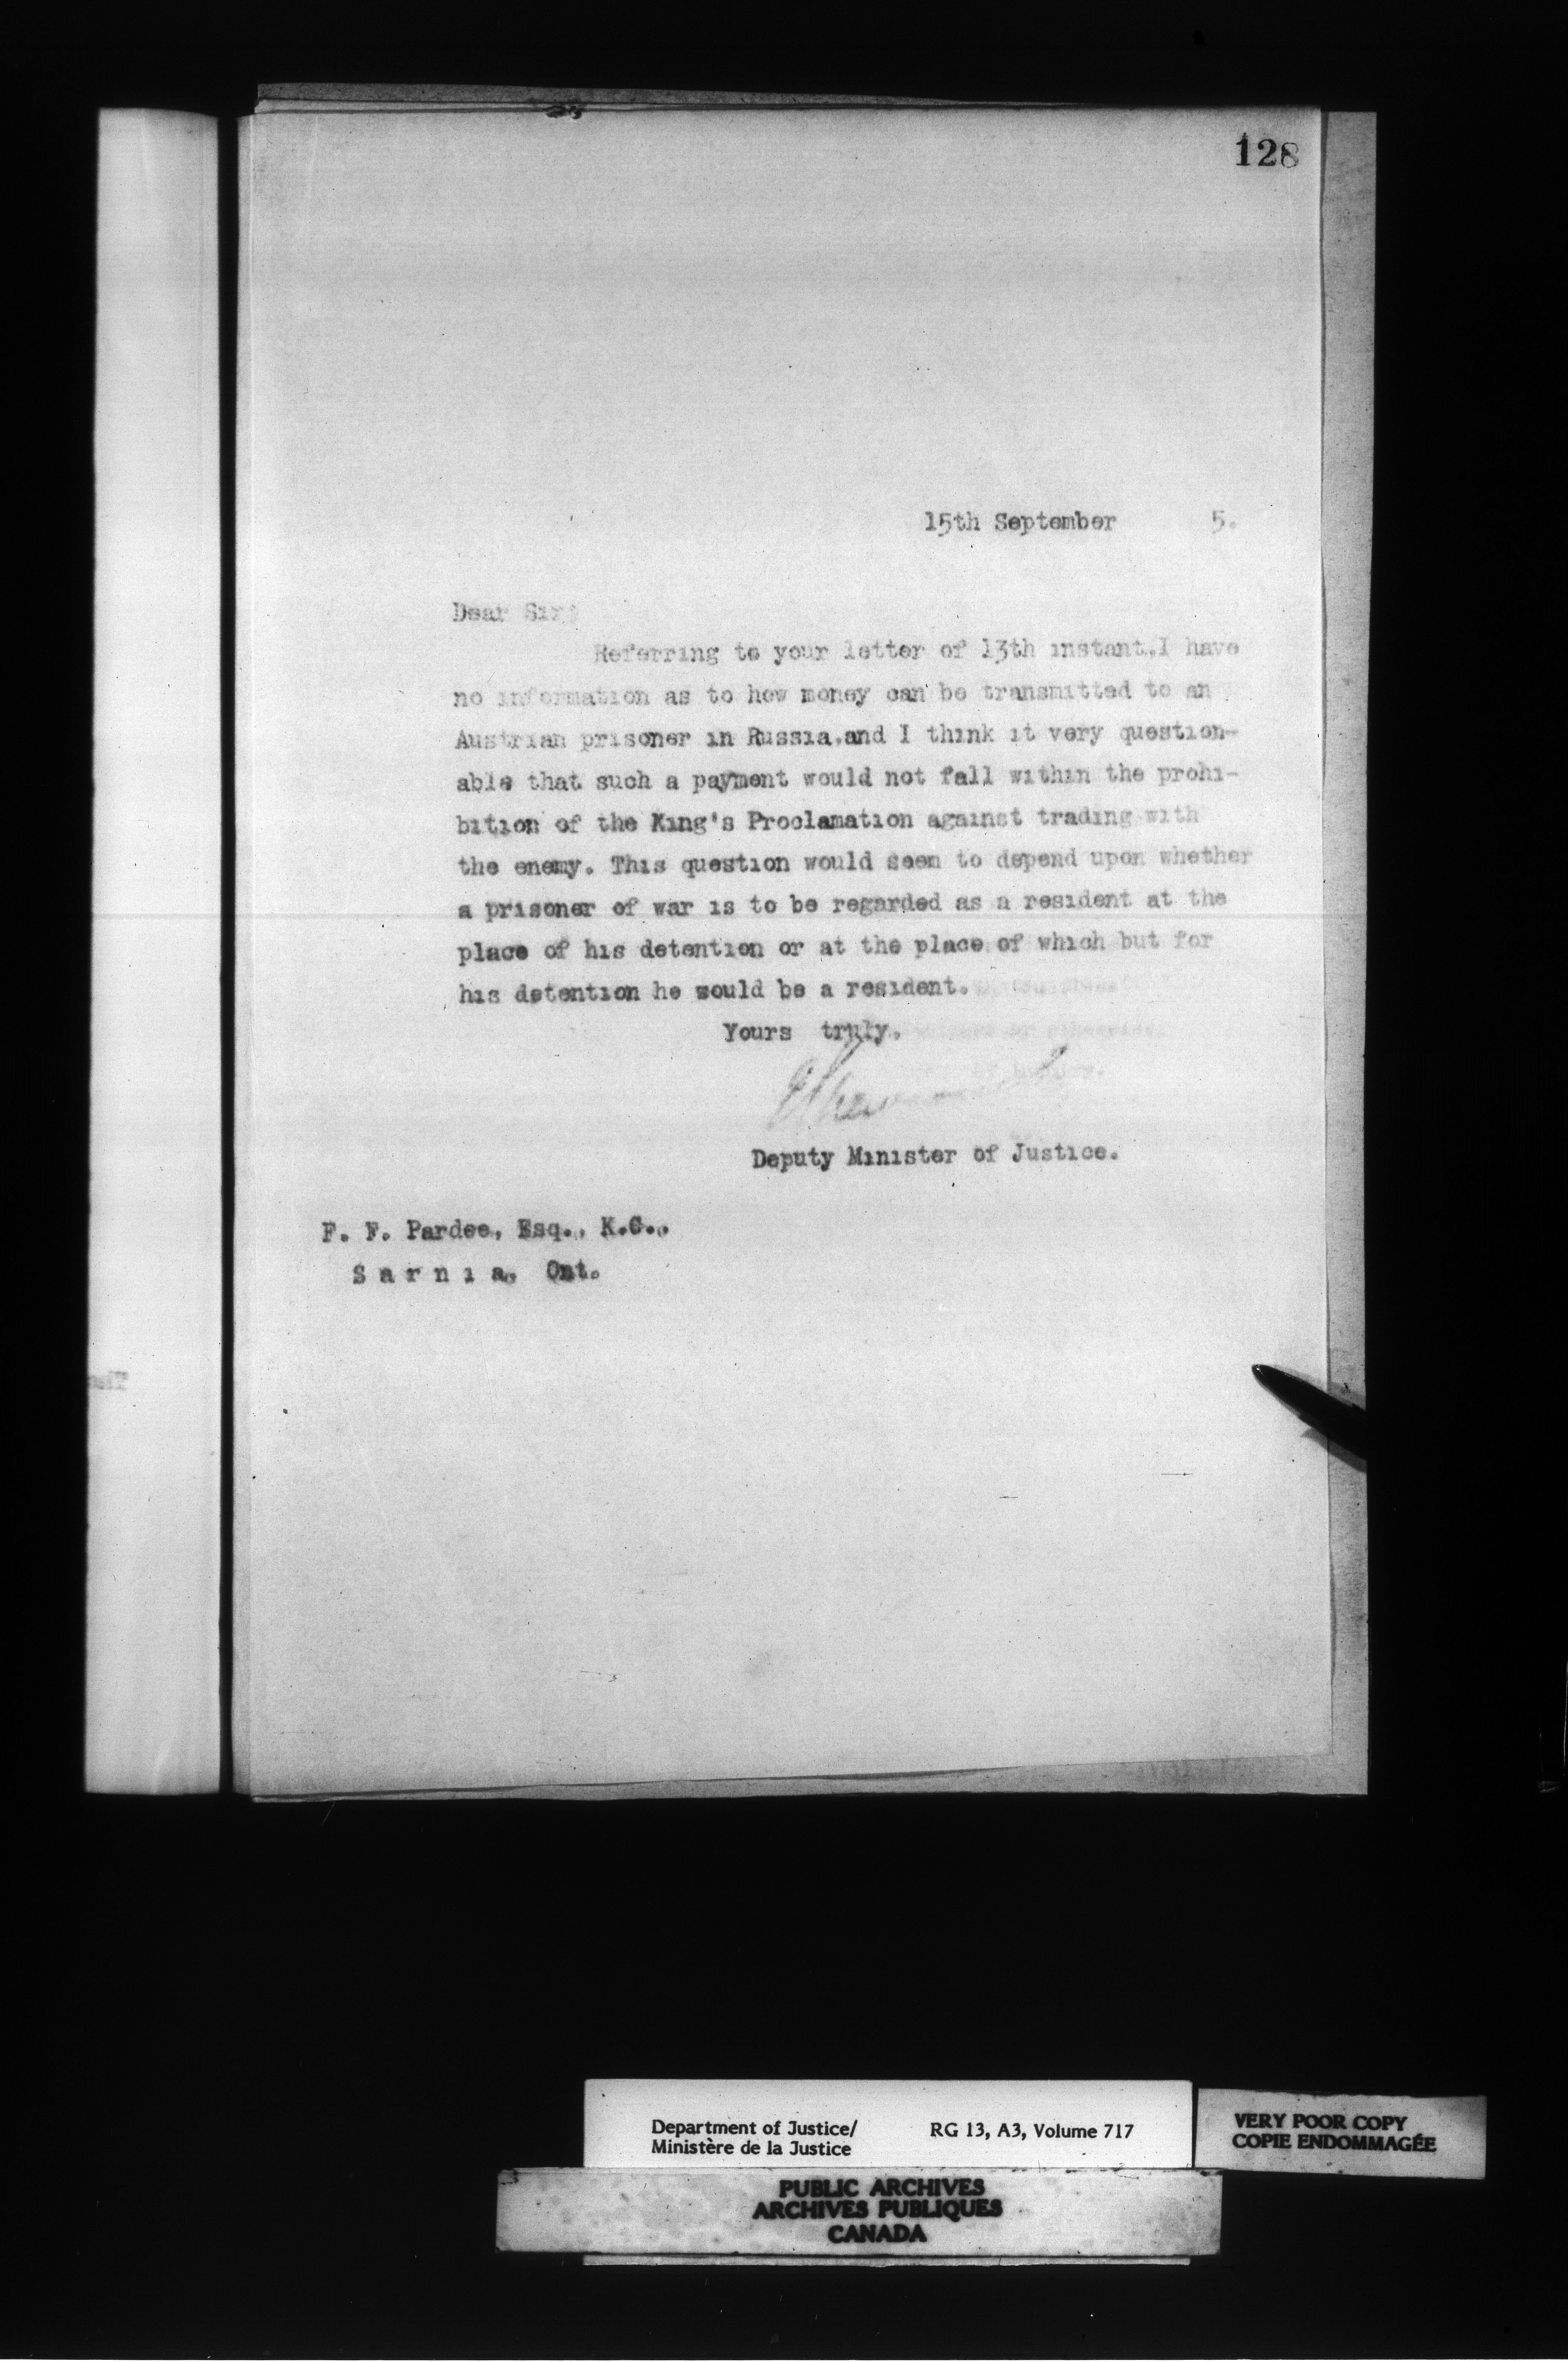 128
15th September 5.
Dear Sir:
Referring to your letter of 13th instant, I have
no information as to how money can be transmitted to an
Austrian prisoner in Russia, and I think it very question-
able that such a payment would not fall within the prohi-
bition of the King's Proclamation against trading with
the enemy. This question would seem to depend upon whether
a prisoner of war is to be regarded as a resident at the
place of his detention or at the place of which but for
his detention he would be a resident.
Yours truly,
Deputy Minister of Justice.
F. F. Pardee, Esq., K.C.,
Sarnia, Ont.
Department of Justice/ RG 13, A3, Volume 717
Ministère de la Justice
VERY POOR COPY
COPIE ENDOMMAGÉE
PUBLIC ARCHIVES
ARCHIVES PUBLIQUES
CANADA